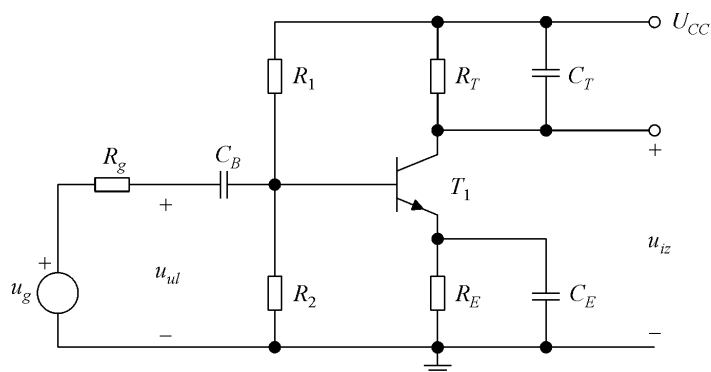 U_CC
R_1
R_T
C_T
+
R_g
C_B
T_1
+
+
u_g
u_ul
R_2
R_E
C_E
u_iz
−
−